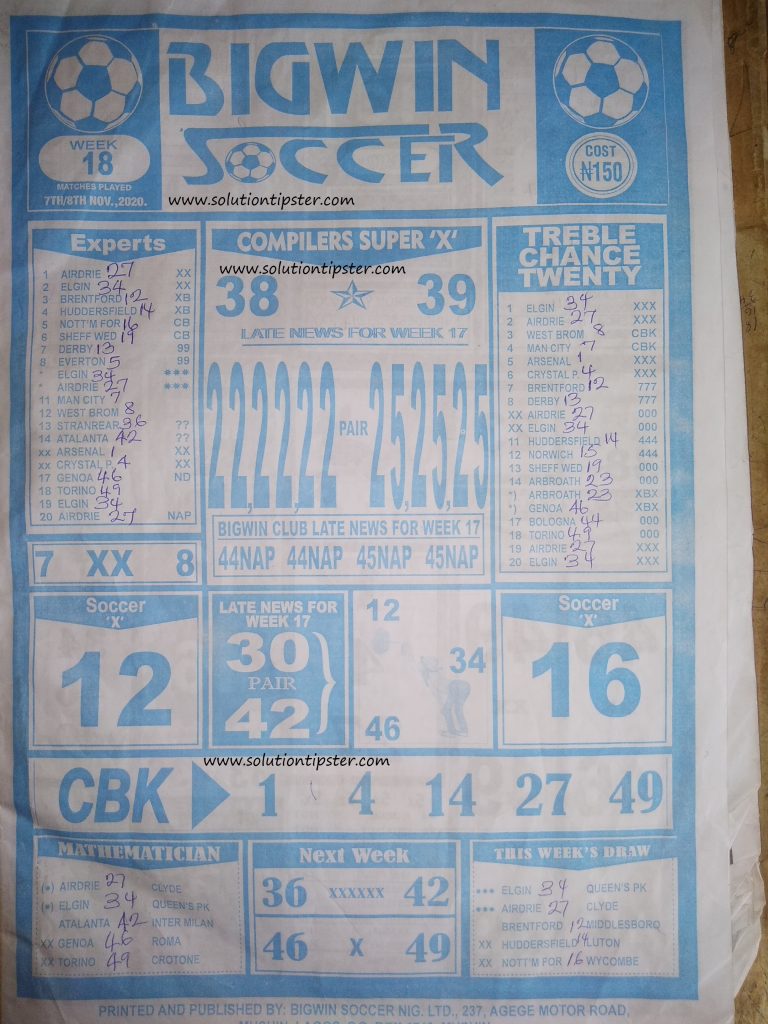 BIGWIN
SOCCER
WEEK
18
MATCHES PLAYED
7TH/8TH NOV.,2020.
COST
₦150
www.solutiontipster.com
Experts
1 AIRDRIE 27 XX
2 ELGIN 34 XX
3 BRENTFORD 12 XB
4 HUDDERSFIELD 14 XB
5 NOTT'M FOR 16 CB
6 SHEFF WED 19 CB
7 DERBY 13 99
8 EVERTON 5 99
* ELGIN 34 ***
* AIRDRIE 27 ***
11 MAN CITY 7
12 WEST BROM 8
13 STRANREAR 36 ??
14 ATALANTA 42 ??
xx ARSENAL 1 XX
xx CRYSTAL P. 4 XX
17 GENOA 46 ND
18 TORINO 49
19 ELGIN 34
20 AIRDRIE 27 NAP
7 XX 8
COMPILERS SUPER 'X'
www.solutiontipster.com
38 39
LATE NEWS FOR WEEK 17
22,22,22 PAIR 25,25,25
BIGWIN CLUB LATE NEWS FOR WEEK 17
44NAP 44NAP 45NAP 45NAP
TREBLE
CHANCE
TWENTY
1 ELGIN 34 XXX
2 AIRDRIE 27 XXX
3 WEST BROM 8 CBK
4 MAN CITY 7 CBK
5 ARSENAL 1 XXX
6 CRYSTAL P. 4 XXX
7 BRENTFORD 12 777
8 DERBY 13 777
XX AIRDRIE 27 000
XX ELGIN 34 000
11 HUDDERSFIELD 14 444
12 NORWICH 15 444
13 SHEFF WED 19 000
14 ARBROATH 23 000
*) ARBROATH 23 XBX
*) GENOA 46 XBX
17 BOLOGNA 44 000
18 TORINO 49 000
19 AIRDRIE 27 XXX
20 ELGIN 34 XXX
Soccer
'X'
12
LATE NEWS FOR
WEEK 17
30
PAIR
42
12
34
46
Soccer
'X'
16
www.solutiontipster.com
CBK 1 4 14 27 49
MATHEMATICIAN
(*) AIRDRIE 27 CLYDE
(*) ELGIN 34 QUEEN'S PK
ATALANTA 42 INTER MILAN
XX GENOA 46 ROMA
XX TORINO 49 CROTONE
Next Week
36 XXXXXX 42
46 X 49
THIS WEEK'S DRAW
*** ELGIN 34 QUEEN'S PK
*** AIRDRIE 27 CLYDE
BRENTFORD 12 MIDDLESBORO
XX HUDDERSFIELD 14 LUTON
XX NOTT'M FOR 16 WYCOMBE
PRINTED AND PUBLISHED BY: BIGWIN SOCCER NIG. LTD., 237, AGEGE MOTOR ROAD,